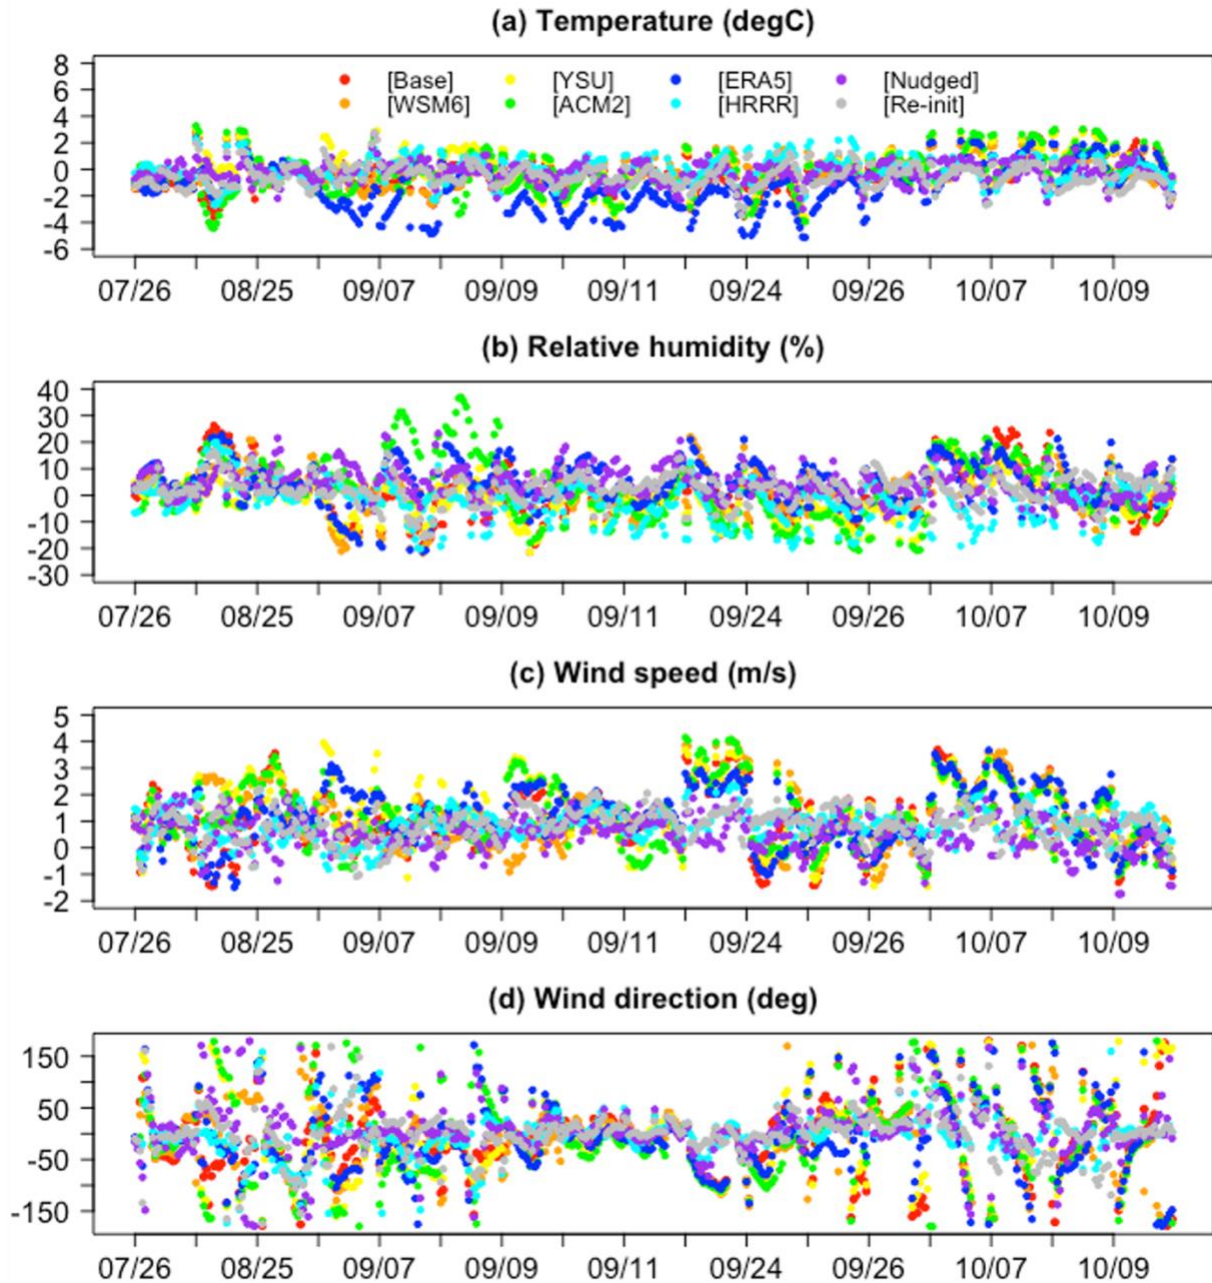 (a) Temperature (degC)
8
6
4
2
0
-2
-4
-6
[Base] [YSU] [ERA5] [Nudged]
[WSM6] [ACM2] [HRRR] [Re-init]
07/26 08/25 09/07 09/09 09/11 09/24 09/26 10/07 10/09
(b) Relative humidity (%)
40
30
20
10
0
-10
-20
-30
07/26 08/25 09/07 09/09 09/11 09/24 09/26 10/07 10/09
(c) Wind speed (m/s)
5
4
3
2
1
0
-1
-2
07/26 08/25 09/07 09/09 09/11 09/24 09/26 10/07 10/09
(d) Wind direction (deg)
150
50
-50
-150
07/26 08/25 09/07 09/09 09/11 09/24 09/26 10/07 10/09